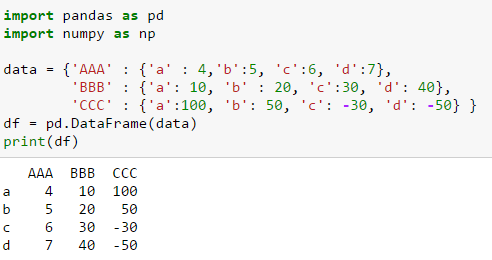 import pandas as pd
import numpy as np
data = {'AAA' : {'a' : 4,'b':5, 'c':6, 'd':7},
'BBB' : {'a': 10, 'b' : 20, 'c':30, 'd': 40},
'CCC' : {'a':100, 'b': 50, 'c': -30, 'd': -50} }
df = pd.DataFrame(data)
print(df)
AAA BBB CCC
a 4 10 100
b 5 20 50
c 6 30 -30
d 7 40 -50